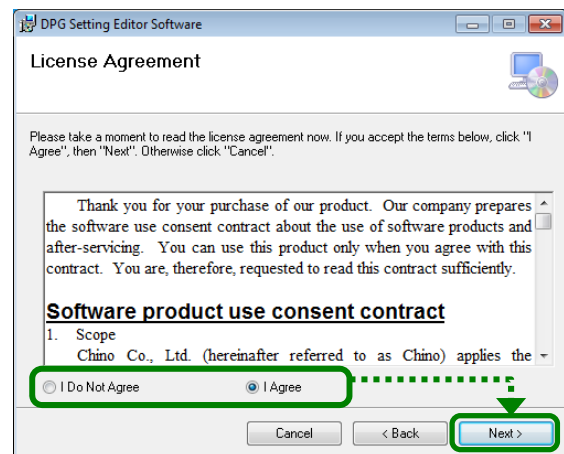 DPG Setting Editor Software
License Agreement
Please take a moment to read the license agreement now. If you accept the terms below, click "I
Agree", then "Next". Otherwise click "Cancel".
Thank you for your purchase of our product. Our company prepares
the software use consent contract about the use of software products and
after-servicing. You can use this product only when you agree with this
contract. You are, therefore, requested to read this contract sufficiently.
Software product use consent contract
1. Scope
Chino Co., Ltd. (hereinafter referred to as Chino) applies the
I Do Not Agree I Agree
Cancel < Back Next >